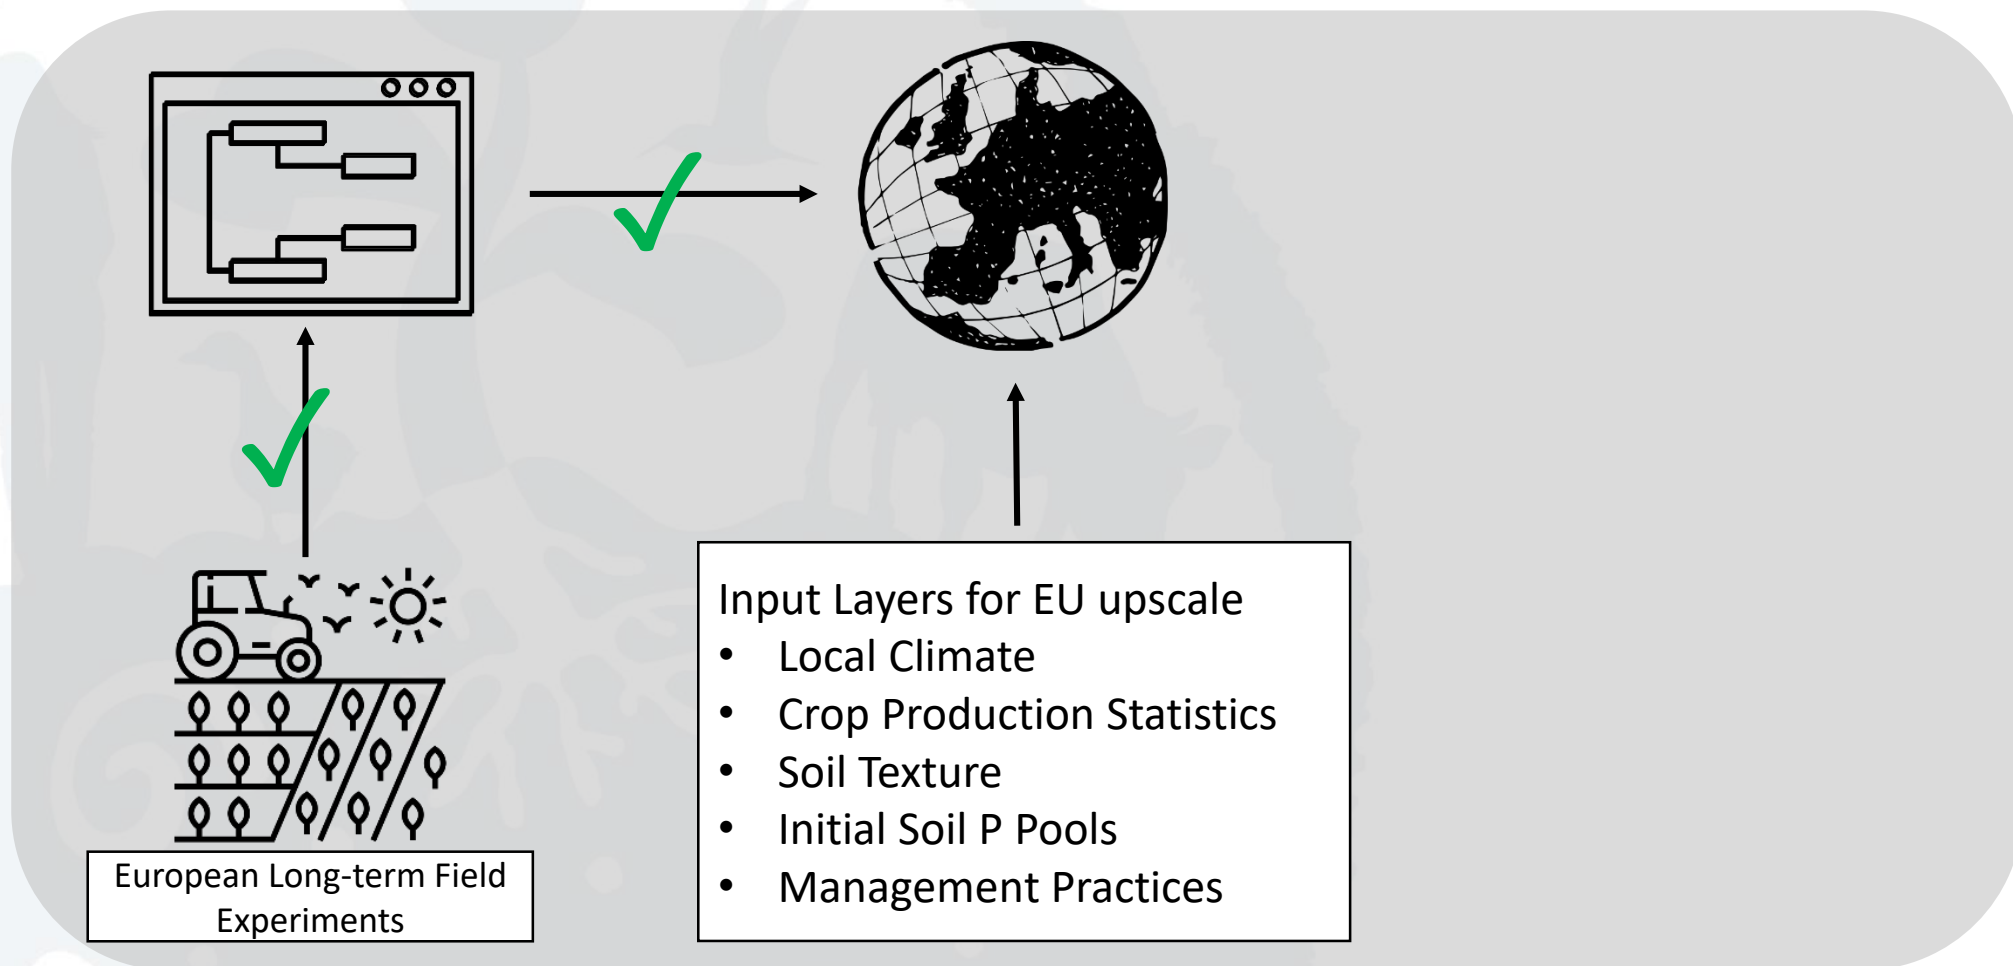 European Long-term Field
Experiments
Input Layers for EU upscale
• Local Climate
• Crop Production Statistics
• Soil Texture
• Initial Soil P Pools
• Management Practices